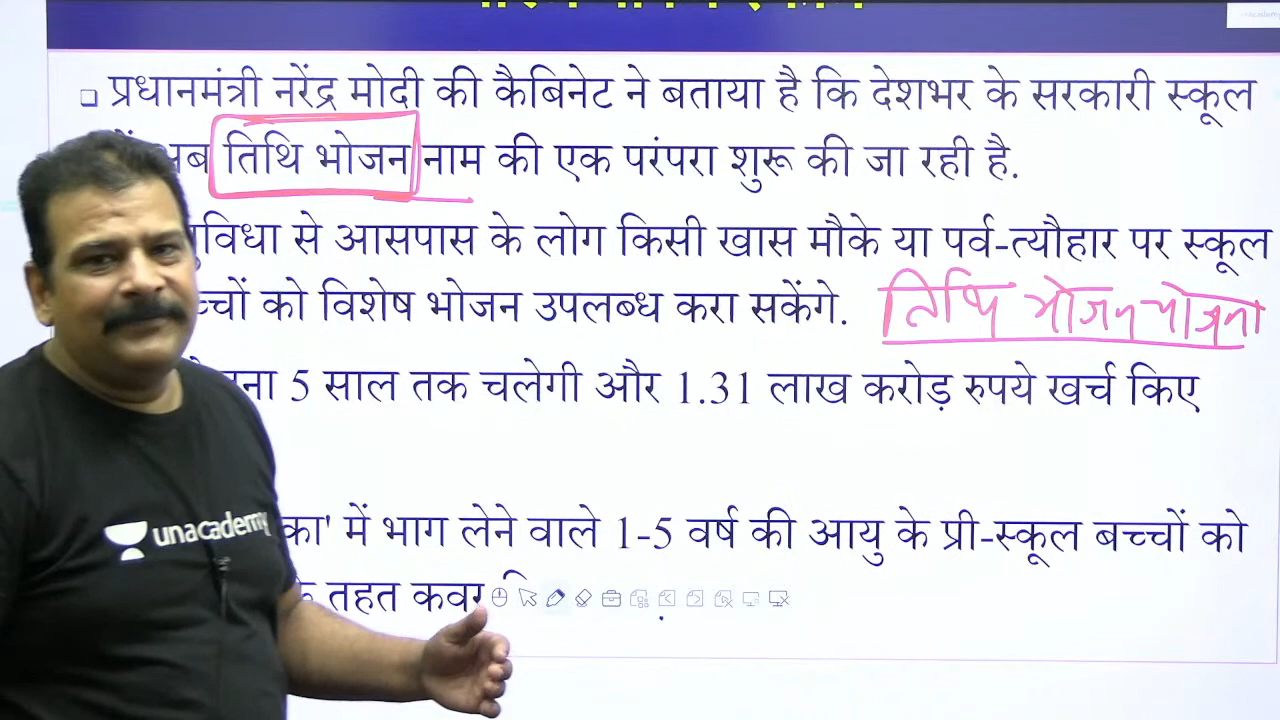 प्रधानमंत्री नरेंद्र मोदी की कैबिनेट ने बताया है कि देशभर के सरकारी स्कूल
अब तिथि भोजन नाम की एक परंपरा शुरू की जा रही है.
सुविधा से आसपास के लोग किसी खास मौके या पर्व-त्यौहार पर स्कूल
बच्चों को विशेष भोजन उपलब्ध करा सकेंगे. तिथि भोजन योजना
5 साल तक चलेगी और 1.31 लाख करोड़ रुपये खर्च किए
में भाग लेने वाले 1-5 वर्ष की आयु के प्री-स्कूल बच्चों को
तहत कवर
unacademy